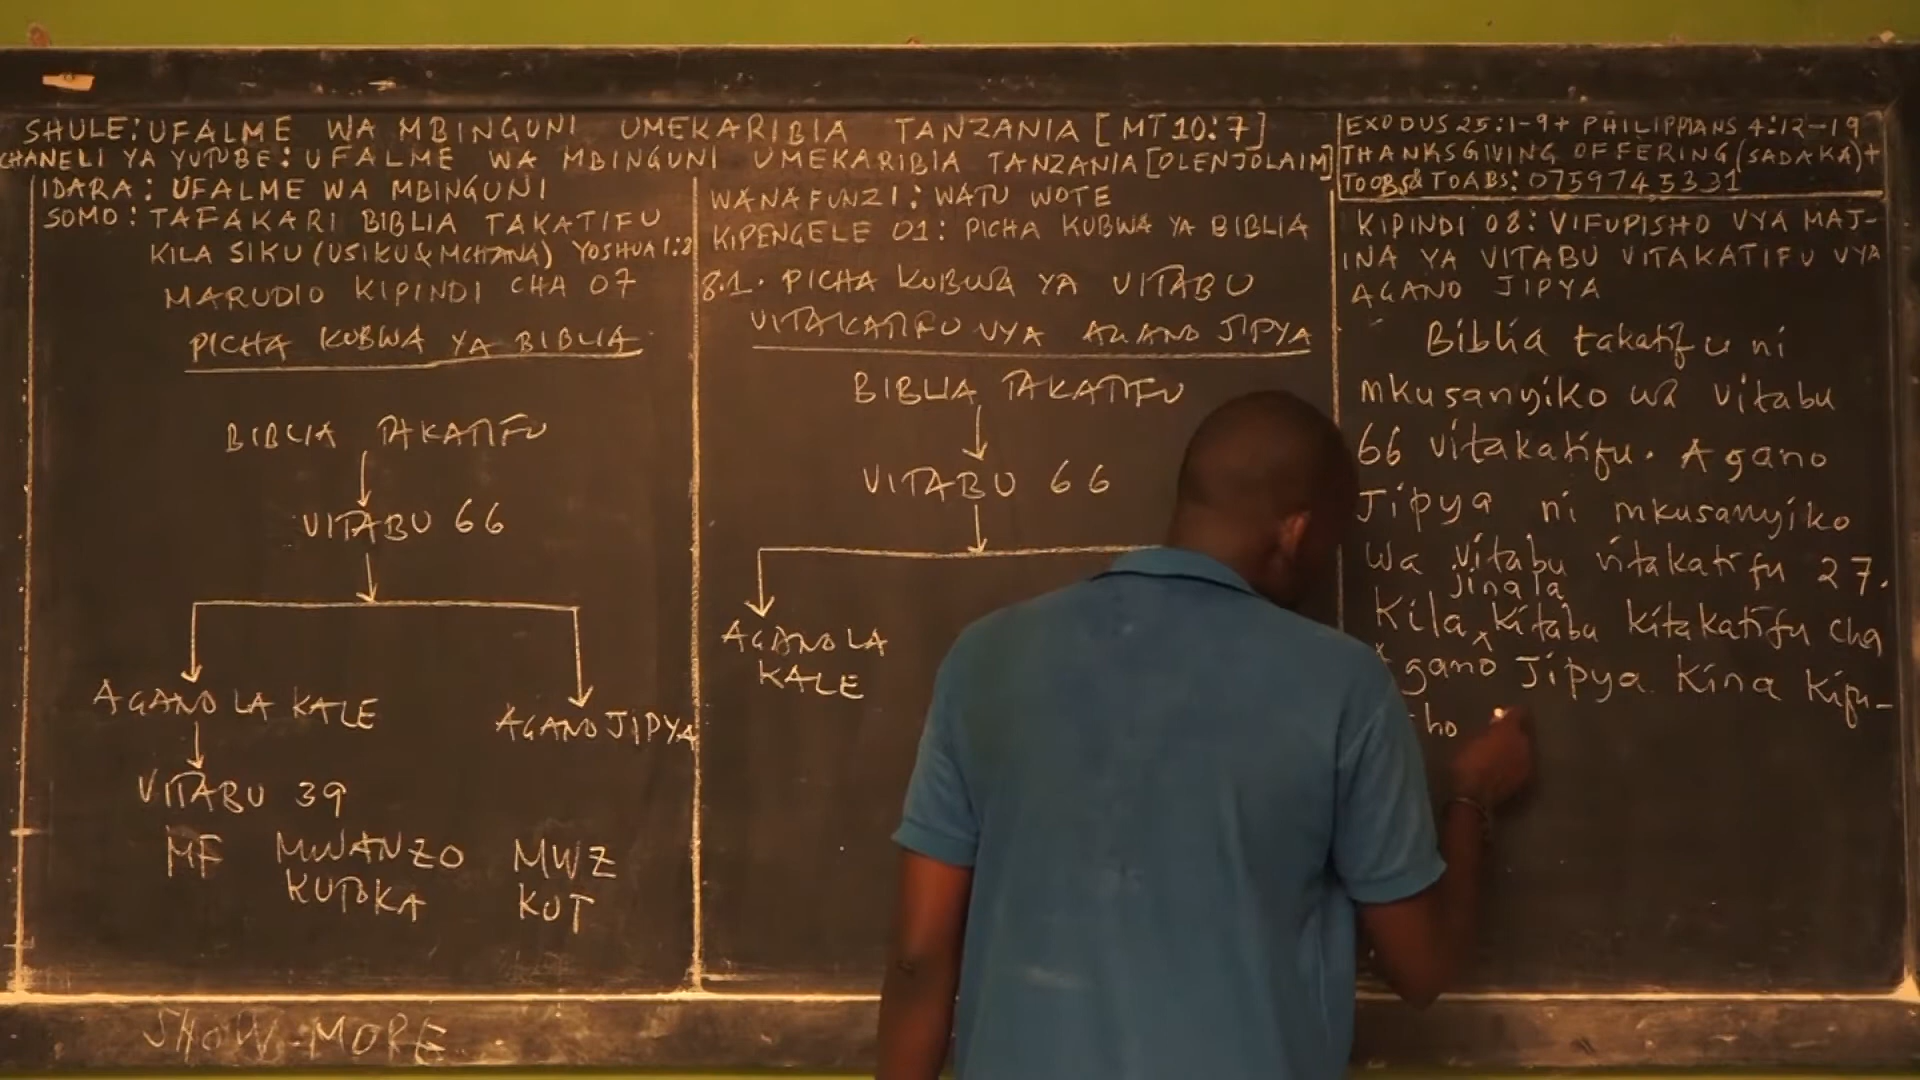 SHULE: UFALME WA MBINGUNI UMEKARIBIA TANZANIA [MT 10:7]
CHANELI YA YUTUBE: UFALME WA MBINGUNI UMEKARIBIA TANZANIA [OLENJOLAIM]
IDARA: UFALME WA MBINGUNI
SOMO: TAFAKARI BIBLIA TAKATIFU
KILA SIKU (USIKU & MCHANA) YOSHUA 1:8
MARUDIO KIPINDI CHA 07
PICHA KUBWA YA BIBLIA
BIBLIA TAKATIFU
VITABU 66
AGANO LA KALE
AGANO JIPYA
VITABU 39
MF MWANZO MWZ
KUTOKA KUT
WANAFUNZI: WATU WOTE
KIPENGELE 01: PICHA KUBWA YA BIBLIA
8.1. PICHA KUBWA YA VITABU
VITAKATIFU VYA AGANO JIPYA
BIBLIA TAKATIFU
VITABU 66
AGANO LA
KALE
EXODUS 25:1-9 + PHILIPPIANS 4:12-19
THANKSGIVING OFFERING (SADAKA) +
TOOBS & TOABS: 0759745331
KIPINDI 08: VIFUPISHO VYA MAJ-
INA YA VITABU VITAKATIFU VYA
AGANO JIPYA
Biblia takatifu ni
mkusanyiko wa vitabu
66 vitakatifu. Agano
Jipya ni mkusanyiko
wa vitabu vitakatifu 27.
jina la
Kila kitabu kitakatifu cha
Agano Jipya kina kifu-
ho
SHOW MORE